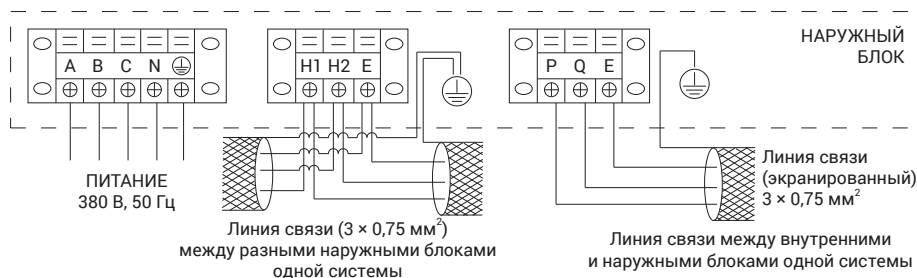 НАРУЖНЫЙ
БЛОК
A B C N
H1 H2 E
P Q E
ПИТАНИЕ
380 В, 50 Гц
Линия связи (3 × 0,75 мм²)
между разными наружными блоками
одной системы
Линия связи
(экранированный)
3 × 0,75 мм²
Линия связи между внутренними
и наружными блоками одной системы